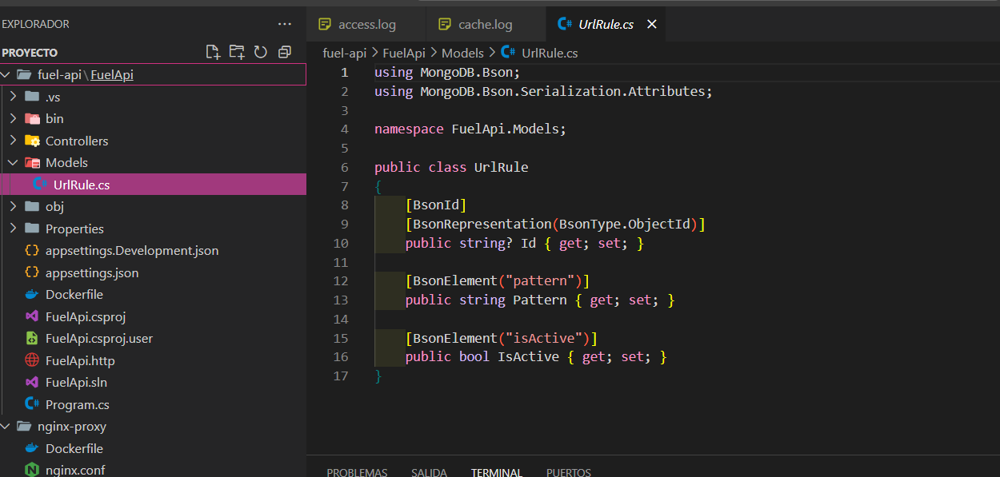 EXPLORADOR ...
PROYECTO
fuel-api\FuelApi
.vs
bin
Controllers
Models
UrlRule.cs
obj
Properties
appsettings.Development.json
appsettings.json
Dockerfile
FuelApi.csproj
FuelApi.csproj.user
FuelApi.http
FuelApi.sln
Program.cs
nginx-proxy
Dockerfile
nginx.conf
access.log cache.log UrlRule.cs
fuel-api > FuelApi > Models > UrlRule.cs
1 using MongoDB.Bson;
2 using MongoDB.Bson.Serialization.Attributes;
3
4 namespace FuelApi.Models;
5
6 public class UrlRule
7 {
8 [BsonId]
9 [BsonRepresentation(BsonType.ObjectId)]
10 public string? Id { get; set; }
11
12 [BsonElement("pattern")]
13 public string Pattern { get; set; }
14
15 [BsonElement("isActive")]
16 public bool IsActive { get; set; }
17 }
PROBLEMAS SALIDA TERMINAL PUERTOS